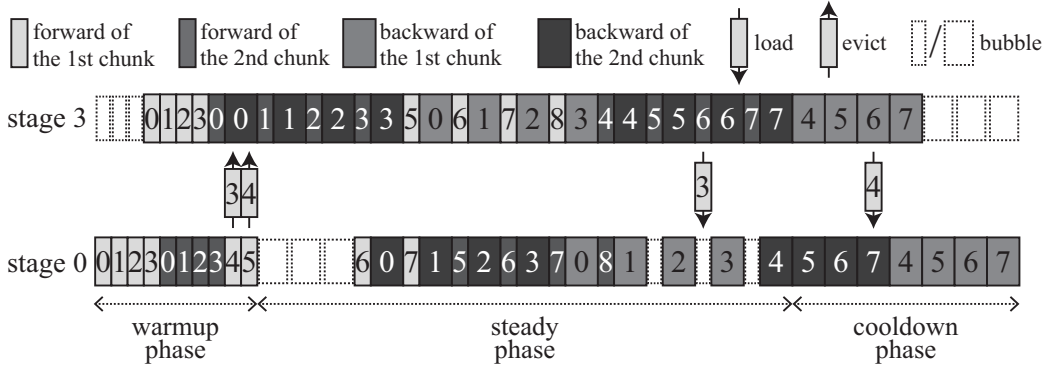 forward of forward of backward of backward of
the 1st chunk the 2nd chunk the 1st chunk the 2nd chunk load evict / bubble
stage 3 0 1 2 3 0 0 1 1 2 2 3 3 5 0 6 1 7 2 8 3 4 4 5 5 6 6 7 7 4 5 6 7
3 4 3 4
stage 0 0 1 2 3 0 1 2 3 4 5 6 0 7 1 5 2 6 3 7 0 8 1 2 3 4 5 6 7 4 5 6 7
warmup steady cooldown
phase phase phase